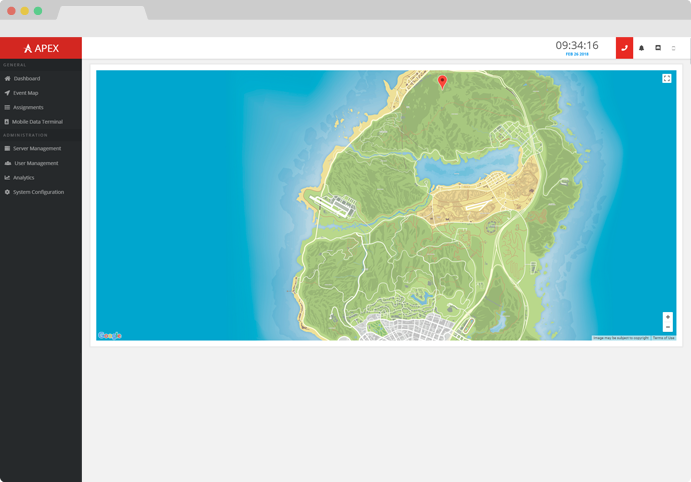 APEX
09:34:16
FEB 26 2019
GENERAL
Dashboard
Event Map
Assignments
Mobile Data Terminal
ADMINISTRATION
Server Management
User Management
Analytics
System Configuration
Google
Image may be subject to copyright
Terms of Use